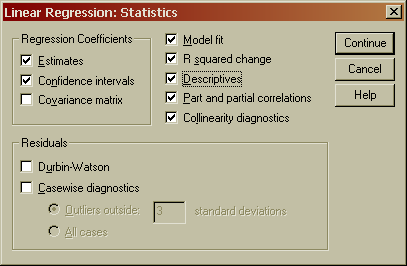 Linear Regression: Statistics
Regression Coefficients
Estimates
Confidence intervals
Covariance matrix
Model fit
R squared change
Descriptives
Part and partial correlations
Collinearity diagnostics
Continue
Cancel
Help
Residuals
Durbin-Watson
Casewise diagnostics
Outliers outside: 3 standard deviations
All cases